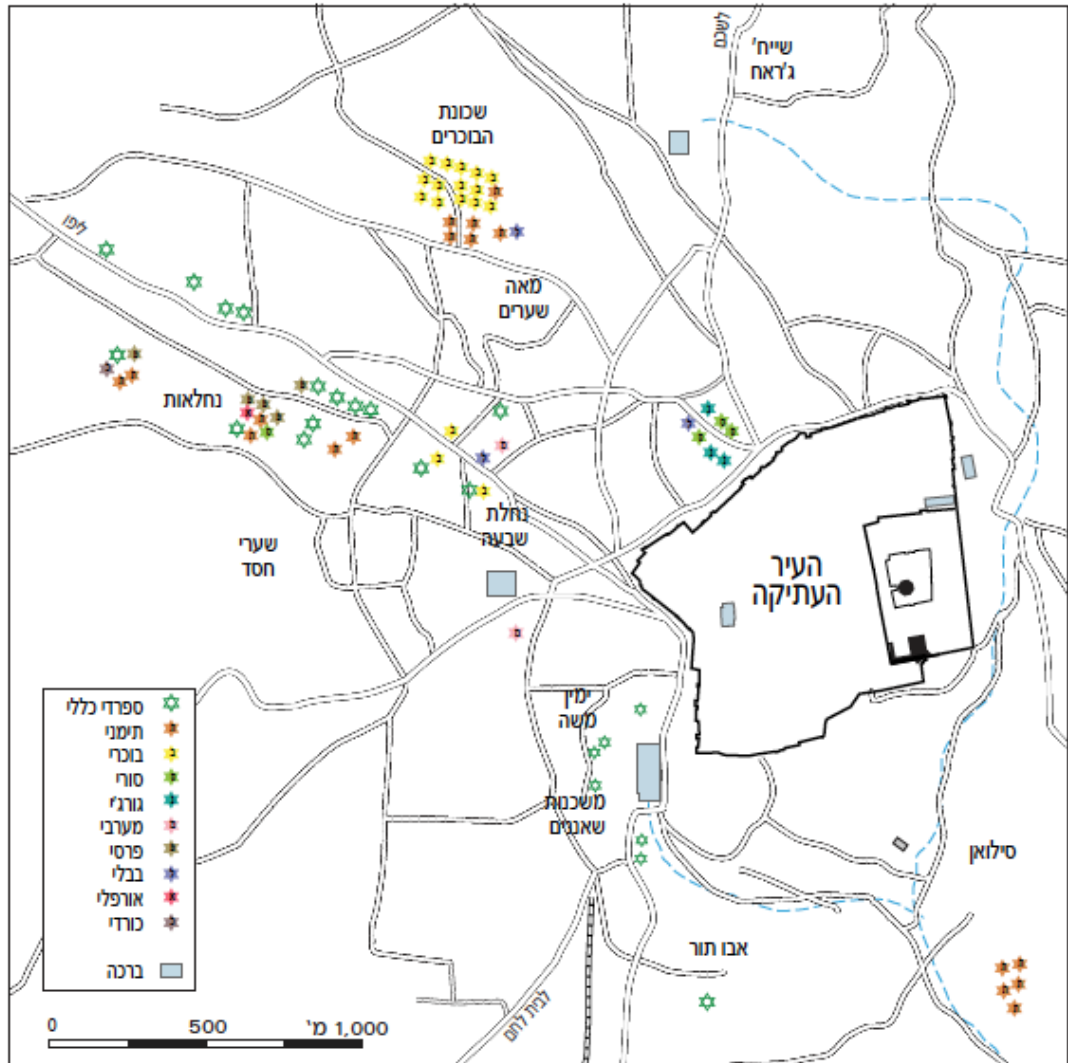 לשכם
שייח'
ג'ראח
שכונת
הבוכרים
ליפו
מאה
שערים
נחלאות
נחלת
שבעה
שערי
חסד
העיר
העתיקה
ימין
משה
משכנות
שאננים
סילואן
אבו תור
לבית לחם
ספרדי כללי
תימני
בוכרי
סורי
גורג'י
מערבי
פרסי
בבלי
אורפלי
כורדי
ברכה
0 500 1,000 מ'